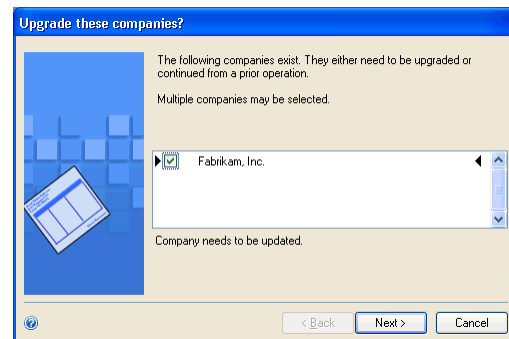 Upgrade these companies?
The following companies exist. They either need to be upgraded or
continued from a prior operation.
Multiple companies may be selected.
Fabrikam, Inc.
Company needs to be updated.
< Back
Next >
Cancel